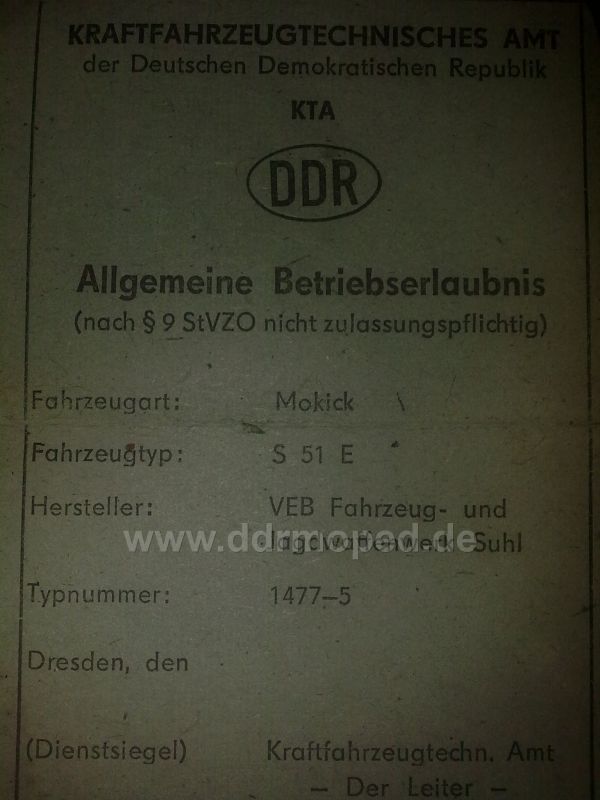 KRAFTFAHRZEUGTECHNISCHES AMT
der Deutschen Demokratischen Republik
KTA
DDR
Allgemeine Betriebserlaubnis
(nach § 9 StVZO nicht zulassungspflichtig)
Fahrzeugart: Mokick
Fahrzeugtyp: S 51 E
Hersteller: VEB Fahrzeug- und
Jagdwaffenwerk Suhl
www.ddrmoped.de
Typnummer: 1477–5
Dresden, den
(Dienstsiegel) Kraftfahrzeugtechn. Amt
– Der Leiter –